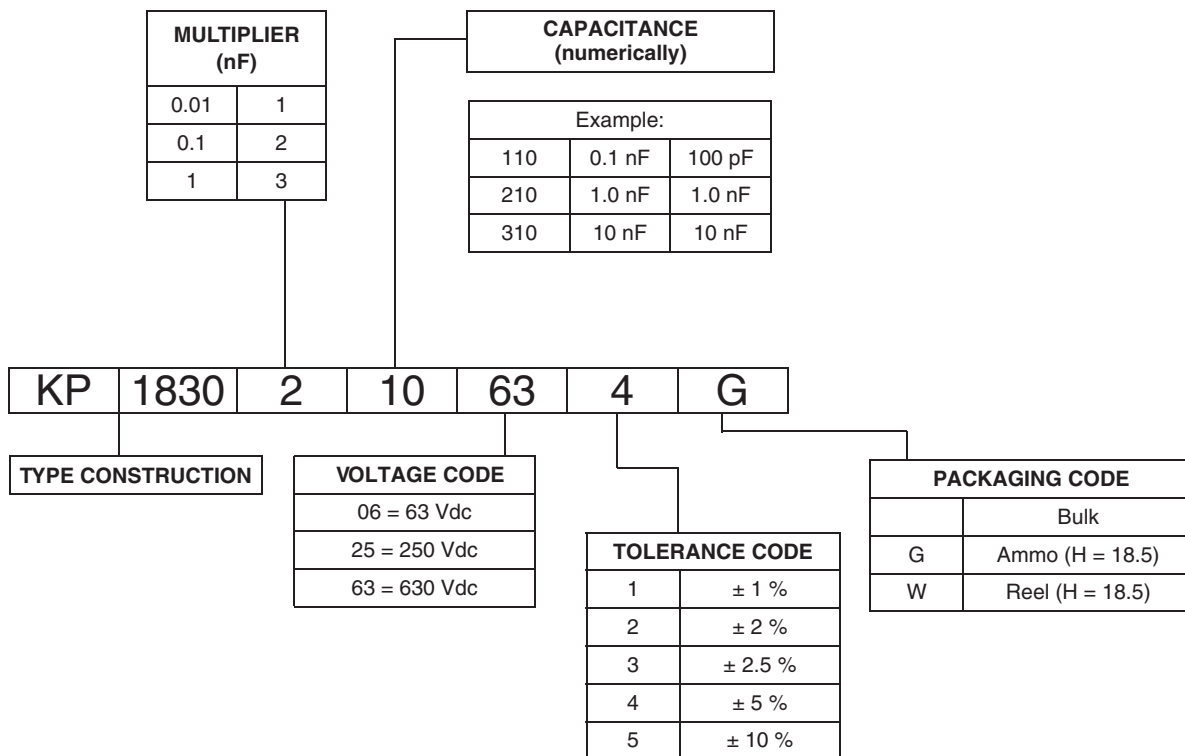 MULTIPLIER
(nF)
0.01 1
0.1 2
1 3
CAPACITANCE
(numerically)
Example:
110 0.1 nF 100 pF
210 1.0 nF 1.0 nF
310 10 nF 10 nF
KP 1830 2 10 63 4 G
TYPE CONSTRUCTION
VOLTAGE CODE
06 = 63 Vdc
25 = 250 Vdc
63 = 630 Vdc
TOLERANCE CODE
1 ± 1 %
2 ± 2 %
3 ± 2.5 %
4 ± 5 %
5 ± 10 %
PACKAGING CODE
Bulk
G Ammo (H = 18.5)
W Reel (H = 18.5)